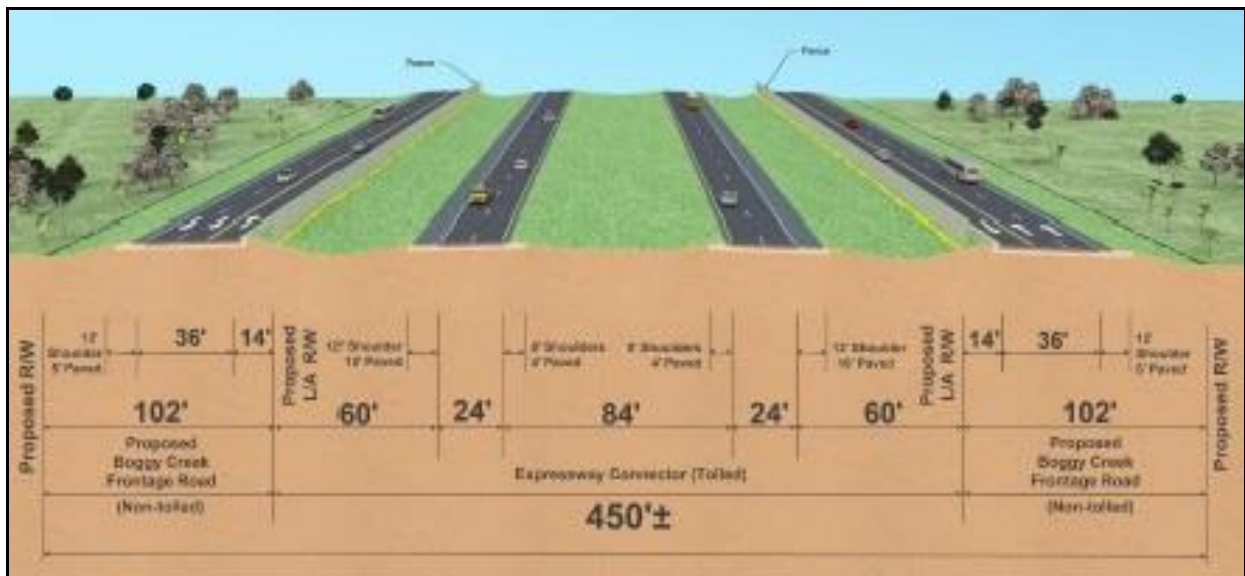 Fence
Fence
36'
14'
14'
36'
12'
Shoulder
5' Paved
12' Shoulder
10' Paved
8' Shoulders
4' Paved
8' Shoulders
4' Paved
12' Shoulder
10' Paved
12'
Shoulder
5' Paved
Proposed R/W
Proposed
L/A R/W
Proposed
L/A R/W
Proposed R/W
102'
60'
24'
84'
24'
60'
102'
Proposed
Boggy Creek
Frontage Road
(Non-tolled)
Expressway Connector (Tolled)
Proposed
Boggy Creek
Frontage Road
(Non-tolled)
450'±